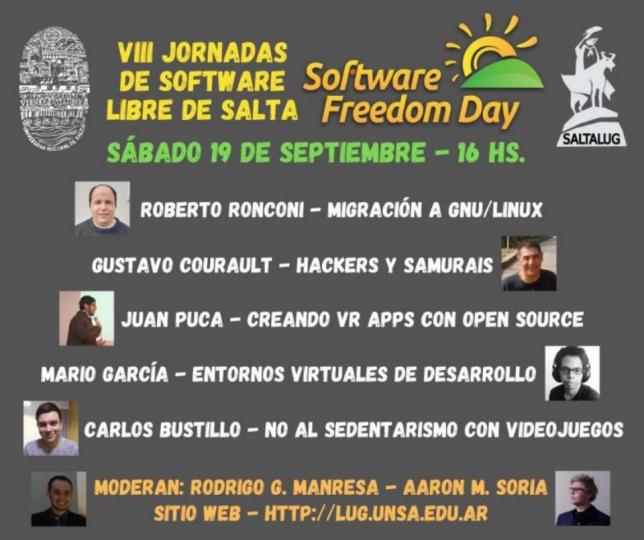 VIII JORNADAS
DE SOFTWARE
LIBRE DE SALTA
Software
Freedom Day
SALTALUG
SÁBADO 19 DE SEPTIEMBRE – 16 HS.
ROBERTO RONCONI – MIGRACIÓN A GNU/LINUX
GUSTAVO COURAULT – HACKERS Y SAMURAIS
JUAN PUCA – CREANDO VR APPS CON OPEN SOURCE
MARIO GARCÍA – ENTORNOS VIRTUALES DE DESARROLLO
CARLOS BUSTILLO – NO AL SEDENTARISMO CON VIDEOJUEGOS
MODERAN: RODRIGO G. MANRESA – AARON M. SORIA
SITIO WEB – HTTP://LUG.UNSA.EDU.AR